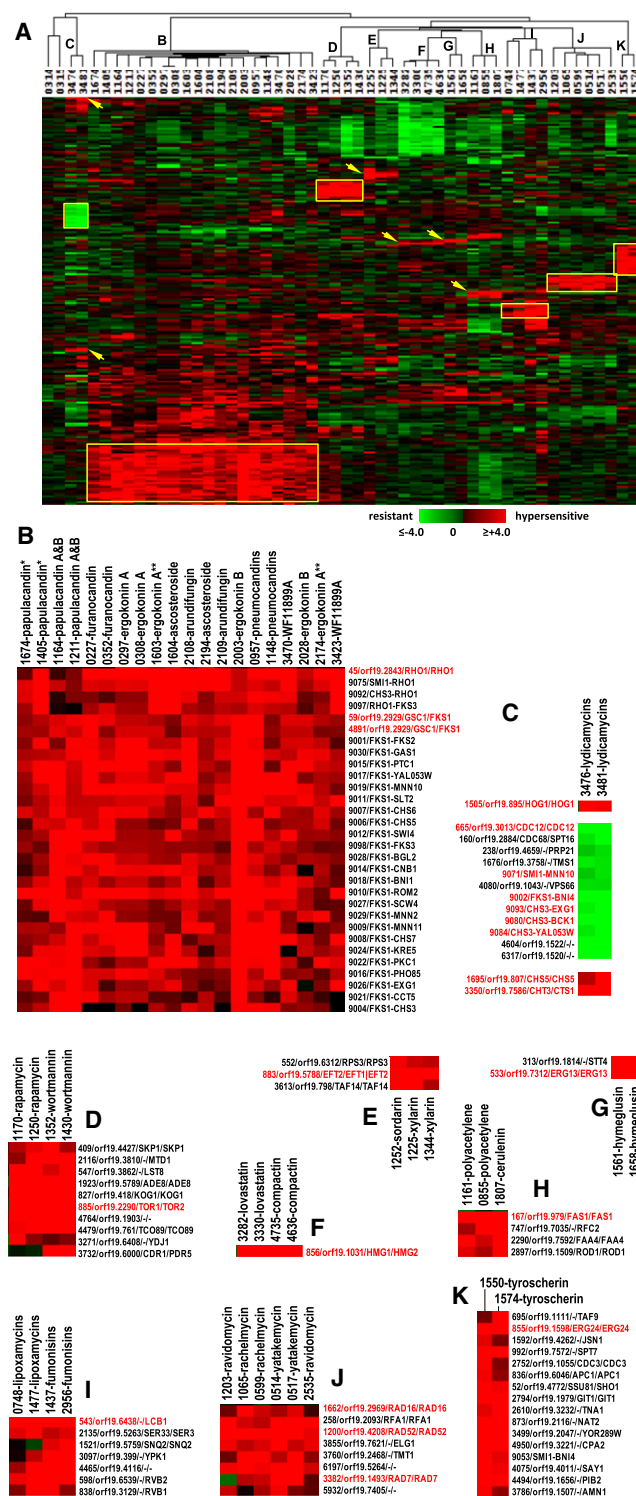 A
C
B
D
E
F
G
H
J
K
resistant
hypersensitive
≤-4.0
0
≥+4.0
B
1674-papulacandin*
1405-papulacandin*
1164-papulacandin A&B
1211-papulacandin A&B
0227-furanocandin
0352-furanocandin
0297-ergokonin A
0308-ergokonin A
1603-ergokonin A**
1604-ascosteroside
2108-arundifungin
2194-ascosteroside
2109-arundifungin
2003-ergokonin B
0957-pneumocandins
1148-pneumocandins
3470-WF11899A
2028-ergokonin B
2174-ergokonin A**
3423-WF11899A
45/orf19.2843/RHO1/RHO1
9075/SMI1-RHO1
9092/CHS3-RHO1
9097/RHO1-FKS3
59/orf19.2929/GSC1/FKS1
4891/orf19.2929/GSC1/FKS1
9001/FKS1-FKS2
9030/FKS1-GAS1
9015/FKS1-PTC1
9017/FKS1-YAL053W
9019/FKS1-MNN10
9011/FKS1-SLT2
9007/FKS1-CHS6
9006/FKS1-CHS5
9012/FKS1-SWI4
9098/FKS1-FKS3
9028/FKS1-BGL2
9014/FKS1-CNB1
9018/FKS1-BNI1
9010/FKS1-ROM2
9027/FKS1-SCW4
9029/FKS1-MNN2
9009/FKS1-MNN11
9008/FKS1-CHS7
9024/FKS1-KRE5
9022/FKS1-PKC1
9016/FKS1-PHO85
9026/FKS1-EXG1
9021/FKS1-CCT5
9004/FKS1-CHS3
C
3476-lydicamycins
3481-lydicamycins
1505/orf19.895/HOG1/HOG1
665/orf19.3013/CDC12/CDC12
160/orf19.2884/CDC68/SPT16
238/orf19.4659/-/PRP21
1676/orf19.3758/-/TMS1
9071/SMI1-MNN10
4080/orf19.1043/-/VPS66
9002/FKS1-BNI4
9093/CHS3-EXG1
9080/CHS3-BCK1
9084/CHS3-YAL053W
4604/orf19.1522/-/-
6317/orf19.1520/-/-
1695/orf19.807/CHS5/CHS5
3350/orf19.7586/CHT3/CTS1
1170-rapamycin
1250-rapamycin
1352-wortmannin
1430-wortmannin
D
409/orf19.4427/SKP1/SKP1
2116/orf19.3810/-/MTD1
547/orf19.3862/-/LST8
1923/orf19.5789/ADE8/ADE8
827/orf19.418/KOG1/KOG1
885/orf19.2290/TOR1/TOR2
4764/orf19.1903/-/-
4479/orf19.761/TCO89/TCO89
3271/orf19.6408/-/YDJ1
3732/orf19.6000/CDR1/PDR5
552/orf19.6312/RPS3/RPS3
883/orf19.5788/EFT2/EFT1|EFT2
3613/orf19.798/TAF14/TAF14
E
1252-sordarin
1225-xylarin
1344-xylarin
3282-lovastatin
3330-lovastatin
4735-compactin
4636-compactin
F
856/orf19.1031/HMG1/HMG2
313/orf19.1814/-/STT4
533/orf19.7312/ERG13/ERG13
G
1561-hymeglusin
1658-hymeglusin
1161-polyacetylene
0855-polyacetylene
1807-cerulenin
H
167/orf19.979/FAS1/FAS1
747/orf19.7035/-/RFC2
2290/orf19.7592/FAA4/FAA4
2897/orf19.1509/ROD1/ROD1
0748-lipoxamycins
1477-lipoxamycins
1437-fumonisins
2956-fumonisins
I
543/orf19.6438/-/LCB1
2135/orf19.5263/SER33/SER3
1521/orf19.5759/SNQ2/SNQ2
3097/orf19.399/-/YPK1
4465/orf19.4116/-/-
598/orf19.6539/-/RVB2
838/orf19.3129/-/RVB1
1203-ravidomycin
1065-rachelmycin
0599-rachelmycin
0514-yatakemycin
0517-yatakemycin
2535-ravidomycin
J
1662/orf19.2969/RAD16/RAD16
258/orf19.2093/RFA1/RFA1
1200/orf19.4208/RAD52/RAD52
3855/orf19.7621/-/ELG1
3760/orf19.2468/-/TMT1
6197/orf19.5264/-/-
3382/orf19.1493/RAD7/RAD7
5932/orf19.7405/-/-
K
1550-tyroscherin
1574-tyroscherin
695/orf19.1111/-/TAF9
855/orf19.1598/ERG24/ERG24
1592/orf19.4262/-/JSN1
992/orf19.7572/-/SPT7
2752/orf19.1055/CDC3/CDC3
836/orf19.6046/APC1/APC1
52/orf19.4772/SSU81/SHO1
2794/orf19.1979/GIT1/GIT1
2610/orf19.3232/-/TNA1
873/orf19.2116/-/NAT2
3499/orf19.2047/-/YOR289W
4950/orf19.3221/-/CPA2
9053/SMI1-BNI4
4075/orf19.4011/-/SAY1
4494/orf19.1656/-/PIB2
3786/orf19.1507/-/AMN1